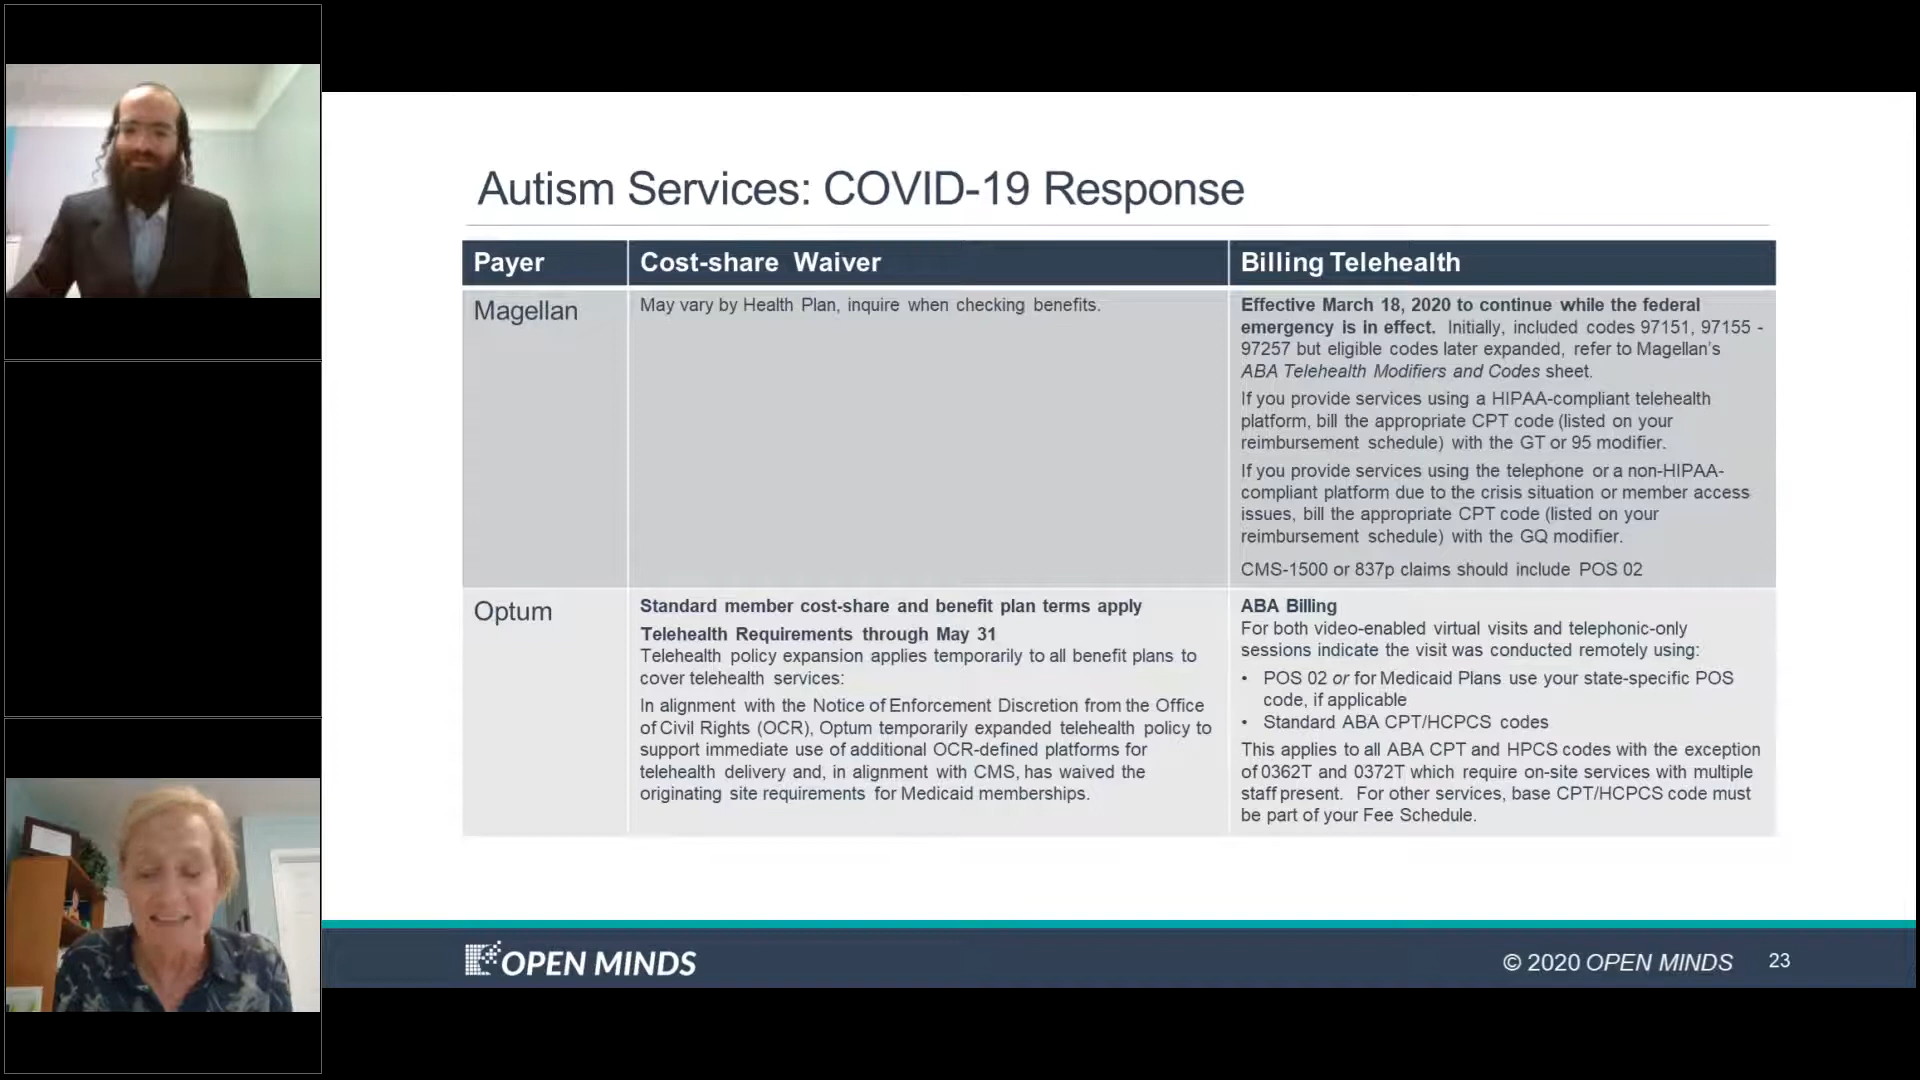 Autism Services: COVID-19 Response
Payer
Cost-share Waiver
Billing Telehealth
Magellan
May vary by Health Plan, inquire when checking benefits.
Effective March 18, 2020 to continue while the federal
emergency is in effect. Initially, included codes 97151, 97155 -
97257 but eligible codes later expanded, refer to Magellan's
ABA Telehealth Modifiers and Codes sheet.
If you provide services using a HIPAA-compliant telehealth
platform, bill the appropriate CPT code (listed on your
reimbursement schedule) with the GT or 95 modifier.
If you provide services using the telephone or a non-HIPAA-
compliant platform due to the crisis situation or member access
issues, bill the appropriate CPT code (listed on your
reimbursement schedule) with the GQ modifier.
CMS-1500 or 837p claims should include POS 02
Optum
Standard member cost-share and benefit plan terms apply
Telehealth Requirements through May 31
Telehealth policy expansion applies temporarily to all benefit plans to
cover telehealth services:
In alignment with the Notice of Enforcement Discretion from the Office
of Civil Rights (OCR), Optum temporarily expanded telehealth policy to
support immediate use of additional OCR-defined platforms for
telehealth delivery and, in alignment with CMS, has waived the
originating site requirements for Medicaid memberships.
ABA Billing
For both video-enabled virtual visits and telephonic-only
sessions indicate the visit was conducted remotely using:
• POS 02 or for Medicaid Plans use your state-specific POS
code, if applicable
• Standard ABA CPT/HCPCS codes
This applies to all ABA CPT and HPCS codes with the exception
of 0362T and 0372T which require on-site services with multiple
staff present. For other services, base CPT/HCPCS code must
be part of your Fee Schedule.
OPEN MINDS
© 2020 OPEN MINDS
23